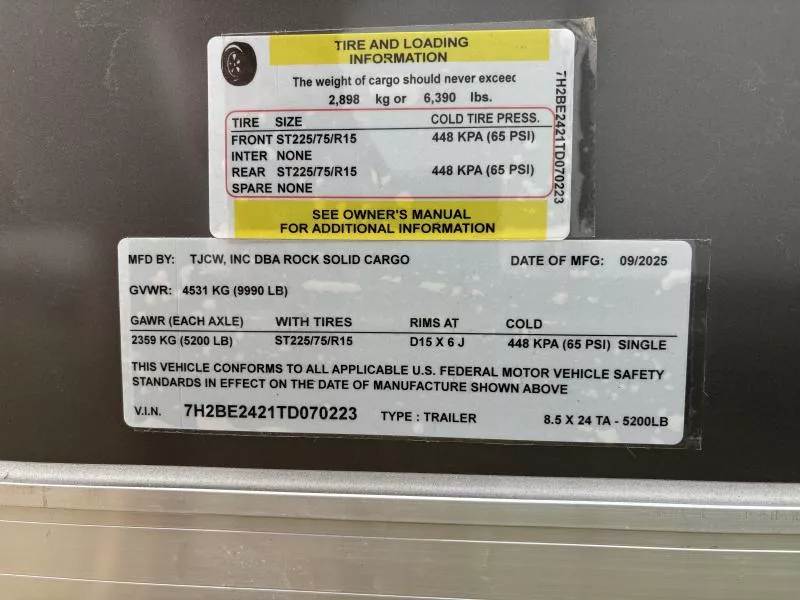 TIRE AND LOADING
INFORMATION
The weight of cargo should never exceec
2,898 kg or 6,390 lbs.
TIRE SIZE COLD TIRE PRESS.
FRONT ST225/75/R15 448 KPA (65 PSI)
INTER NONE
REAR ST225/75/R15 448 KPA (65 PSI)
SPARE NONE
SEE OWNER'S MANUAL
FOR ADDITIONAL INFORMATION
7H2BE2421TD070223
MFD BY: TJCW, INC DBA ROCK SOLID CARGO DATE OF MFG: 09/2025
GVWR: 4531 KG (9990 LB)
GAWR (EACH AXLE) WITH TIRES RIMS AT COLD
2359 KG (5200 LB) ST225/75/R15 D15 X 6 J 448 KPA (65 PSI) SINGLE
THIS VEHICLE CONFORMS TO ALL APPLICABLE U.S. FEDERAL MOTOR VEHICLE SAFETY
STANDARDS IN EFFECT ON THE DATE OF MANUFACTURE SHOWN ABOVE
V.I.N. 7H2BE2421TD070223 TYPE : TRAILER 8.5 X 24 TA - 5200LB